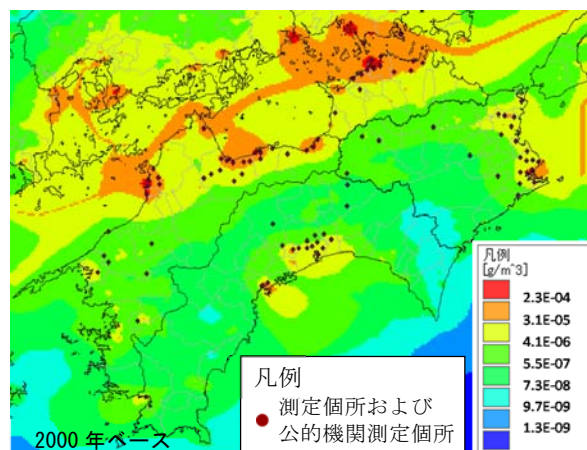 凡例
[g/m^3]
2.3E-04
3.1E-05
4.1E-06
5.5E-07
7.3E-08
9.7E-09
1.3E-09
凡例
測定個所および
公的機関測定個所
2000 年ベース